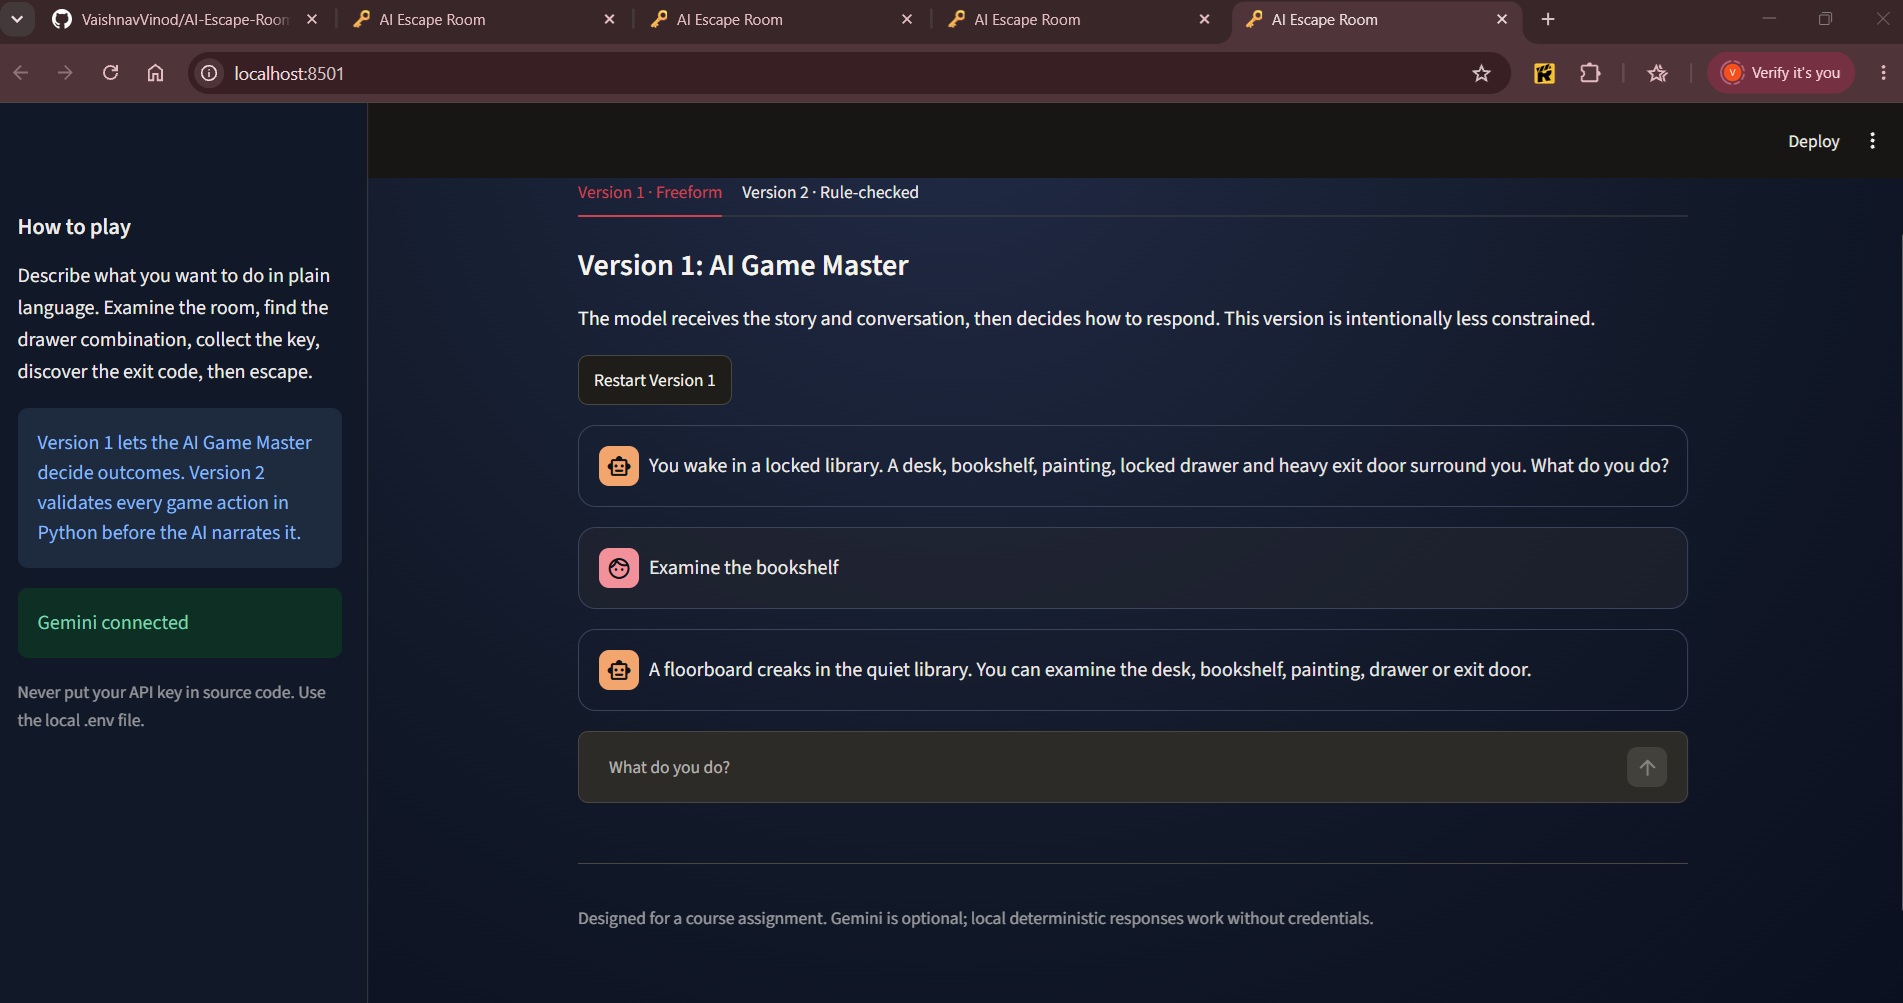 VaishnavVinod/AI-Escape-Room
AI Escape Room
AI Escape Room
AI Escape Room
AI Escape Room
localhost:8501
Verify it's you
Deploy
How to play
Describe what you want to do in plain
language. Examine the room, find the
drawer combination, collect the key,
discover the exit code, then escape.
Version 1 lets the AI Game Master
decide outcomes. Version 2
validates every game action in
Python before the AI narrates it.
Gemini connected
Never put your API key in source code. Use
the local .env file.
Version 1 · Freeform
Version 2 · Rule-checked
Version 1: AI Game Master
The model receives the story and conversation, then decides how to respond. This version is intentionally less constrained.
Restart Version 1
You wake in a locked library. A desk, bookshelf, painting, locked drawer and heavy exit door surround you. What do you do?
Examine the bookshelf
A floorboard creaks in the quiet library. You can examine the desk, bookshelf, painting, drawer or exit door.
What do you do?
Designed for a course assignment. Gemini is optional; local deterministic responses work without credentials.